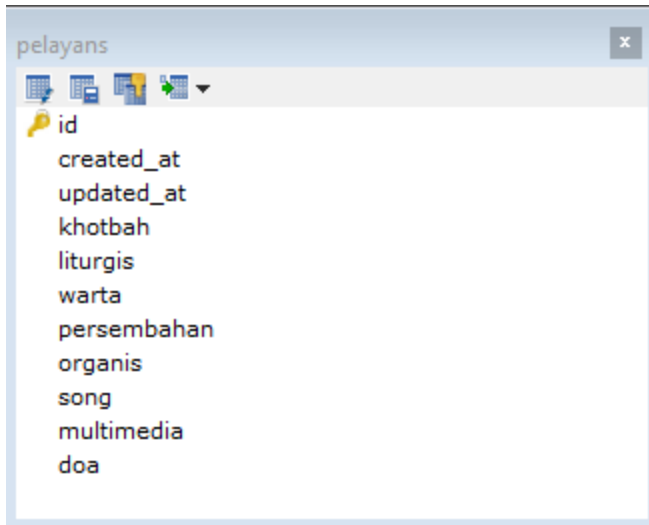 pelayans
x
id
created_at
updated_at
khotbah
liturgis
warta
persembahan
organis
song
multimedia
doa